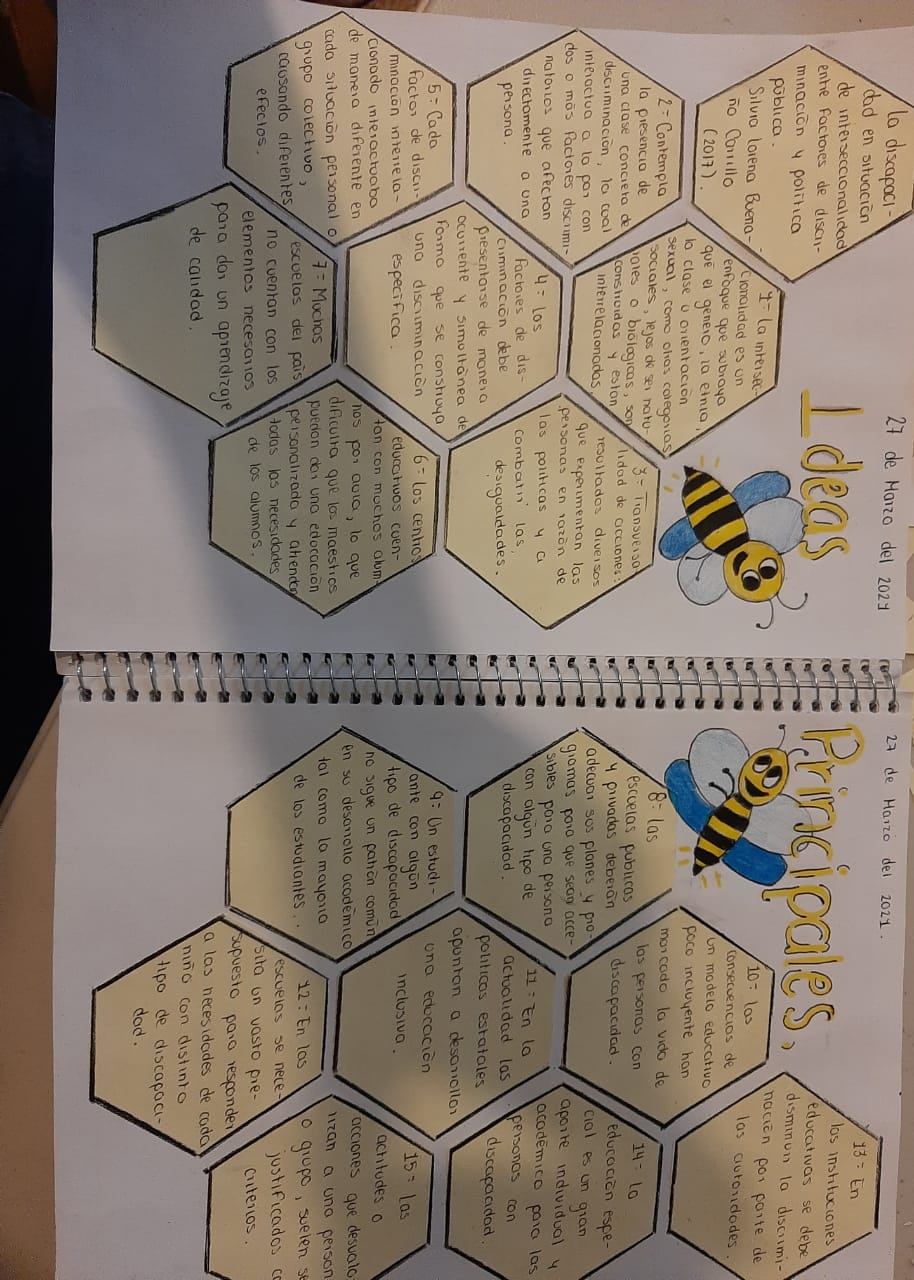 27 de Marzo del 2021
Ideas
La discapaci-
dad en situación
de interseccionalidad
entre factores de discri-
minación y política
pública.
Silvia Lorena Buena-
ño Carrillo
(2017).
1= La intersec-
cionalidad es un
enfoque que subraya
que el genero, la etnia,
la clase u orientación
sexual, como otras categorias
sociales, lejos de ser natu-
rales o biológicas, son
construidas y estan
interrelacionadas.
2= Contempla
la presencia de
una clase concreta de
discriminación, la cual
interactua a la par con
dos o más factores discrimi-
natorios que afectan
directamente a una
persona.
3= Transversa-
lidad de acciones:
resultados diversos
que experimentan las
personas en razón de
las políticas y a
combatir las,
desigualdades.
4= los
factores de dis-
criminación debe
presentarse de manera
ocurrente y simultánea de
forma que se construya
una discriminación
específica.
5= Cada
factor de discri-
minación interrela-
cionado interactuaba
de manera diferente en
cada situación personal o
grupo colectivo,
causando diferentes
efectos.
6= Los centros
educativos cuen-
tan con muchos alum-
nos por aula, lo que
dificulta que los maestros
puedan dar una educación
personalizada y atiendan
todas las necesidades
de los alumnos.
7= Muchas
escuelas del país
no cuentan con los
elementos necesarios
para dar un aprendizaje
de calidad.
27 de Marzo del 2021.
Principales,
8= las
escuelas públicas
y privadas deberán
adecuar sus planes y pro-
gramas para que sean acce-
sibles para una persona
con algún tipo de
discapacidad.
9= Un estudi-
ante con algún
tipo de discapacidad
no sigue un patrón común
en su desarrollo académico
tal como la mayoría
de los estudiantes.
10= las
consecuencias de
un modelo educativo
poco incluyente han
marcado la vida de
las personas con
discapacidad.
11= En la
actualidad las
políticas estatales
apuntan a desarrollar
una educación
inclusiva.
12= En las
escuelas se nece-
sita un vasto pre-
supuesto para responder
a las necesidades de cada
niño con distinto
tipo de discapaci-
dad.
13= En
las instituciones
educativas se debe
disminuir la discrimi-
nación por parte de
las autoridades.
14= la
educación espe-
cial es un gran
aporte individual y
académico para las
personas con
discapacidad.
15= las
actitudes o
acciones que desvalo-
rizan a una person
o grupo, suelen se
justificados c
criterios.